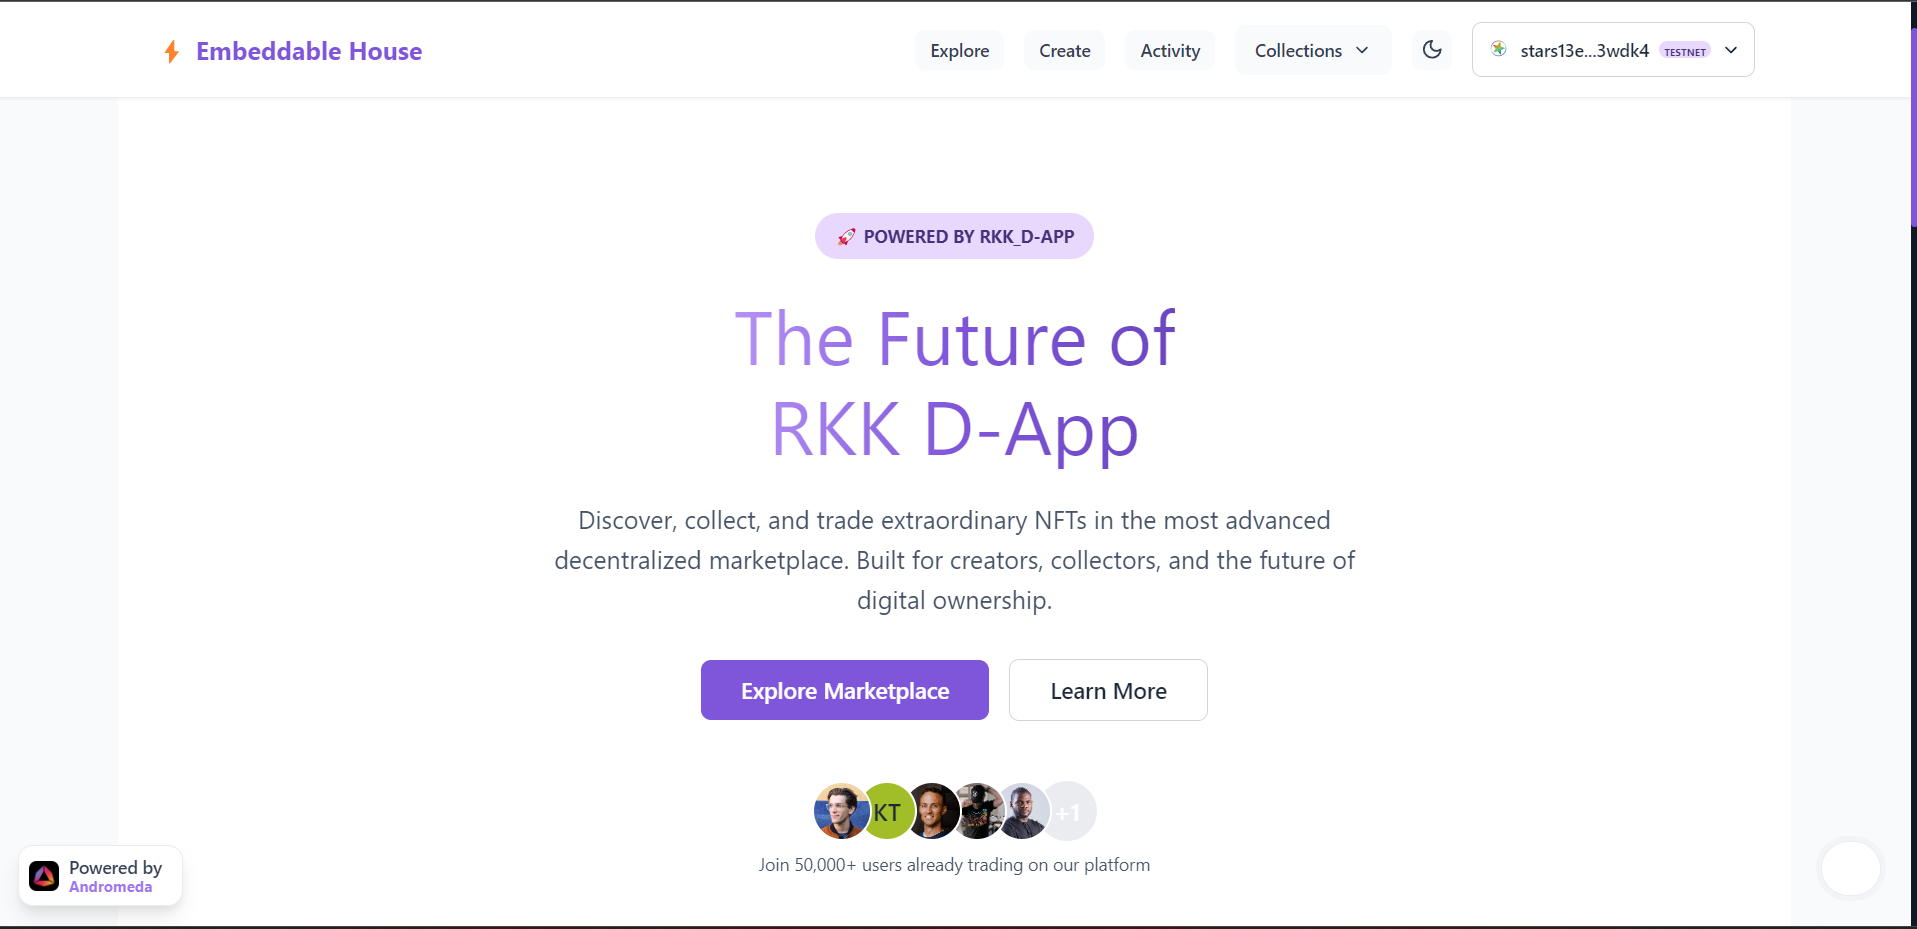 Embeddable House
Explore
Create
Activity
Collections
stars13e...3wdk4 TESTNET
🚀 POWERED BY RKK_D-APP
The Future of
RKK D-App
Discover, collect, and trade extraordinary NFTs in the most advanced
decentralized marketplace. Built for creators, collectors, and the future of
digital ownership.
Explore Marketplace
Learn More
KT
+1
Join 50,000+ users already trading on our platform
Powered by
Andromeda